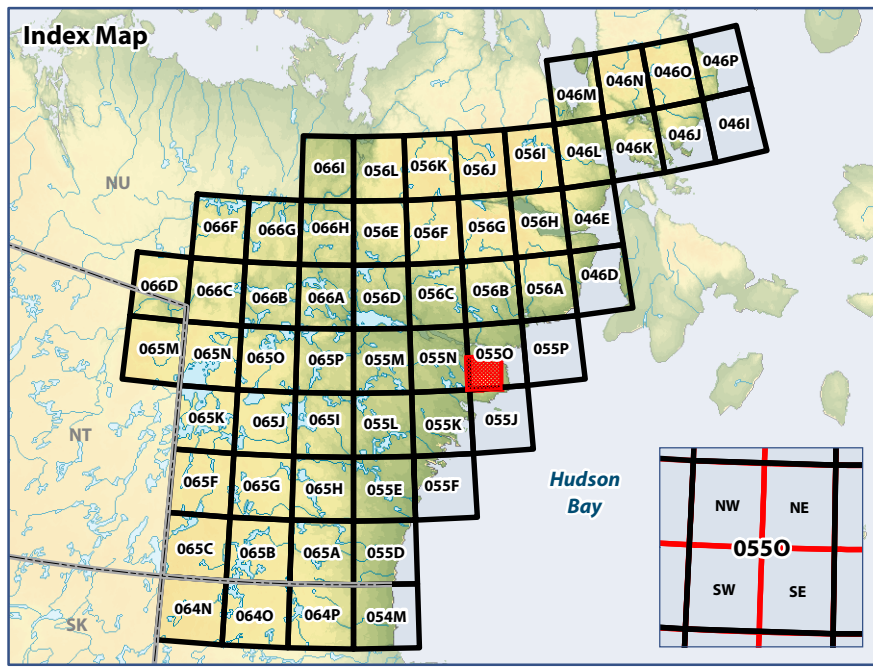 Index Map
046M 046N 046O 046P
066I 056L 056K 056J 056I 046L 046K 046J 046I
NU
066F 066G 066H 056E 056F 056G 056H 046E
066D 066C 066B 066A 056D 056C 056B 056A 046D
065M 065N 065O 065P 055M 055N 055O 055P
NT
065K 065J 065I 055L 055K 055J
065F 065G 065H 055E 055F
Hudson
Bay
065C 065B 065A 055D
SK
064N 064O 064P 054M
NW NE
055O
SW SE